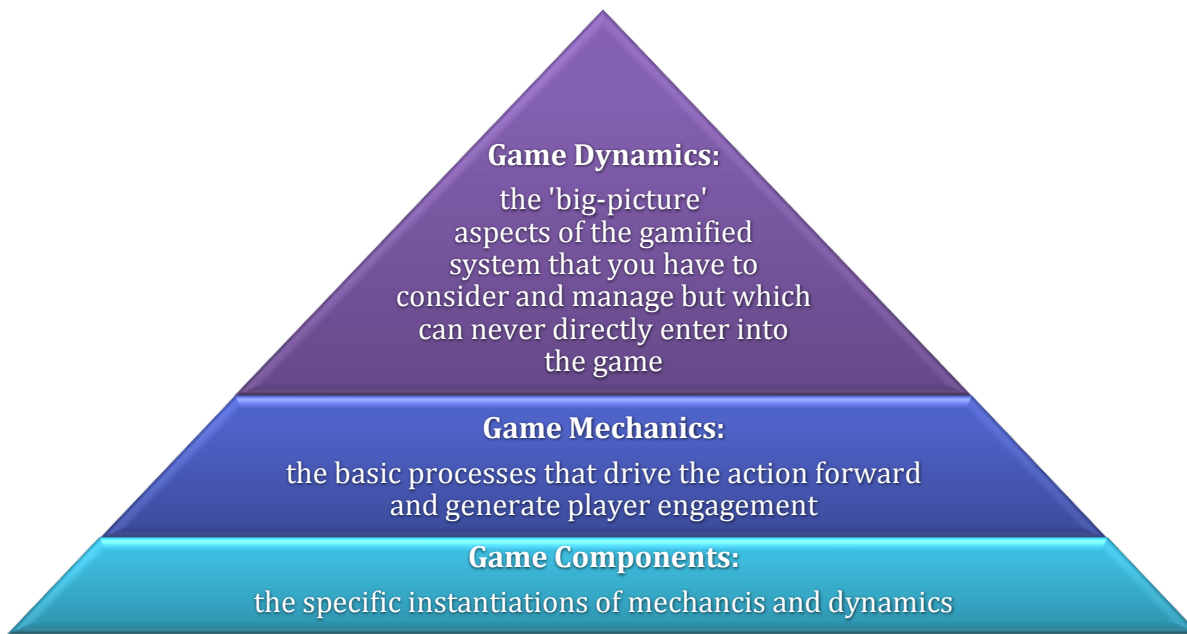 Game Dynamics:
the 'big-picture'
aspects of the gamified
system that you have to
consider and manage but which
can never directly enter into
the game
Game Mechanics:
the basic processes that drive the action forward
and generate player engagement
Game Components:
the specific instantiations of mechancis and dynamics